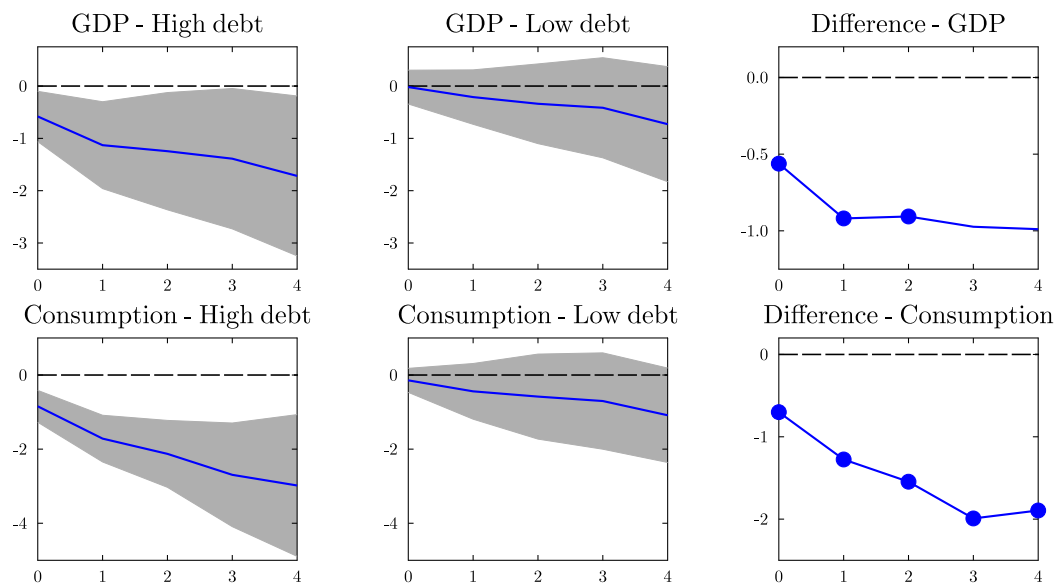 GDP - High debt
GDP - Low debt
Difference - GDP
0
-1
-2
-3
0 1 2 3 4
0
-1
-2
-3
0 1 2 3 4
0.0
-0.5
-1.0
0 1 2 3 4
Consumption - High debt
Consumption - Low debt
Difference - Consumption
0
-2
-4
0 1 2 3 4
0
-2
-4
0 1 2 3 4
0
-1
-2
0 1 2 3 4